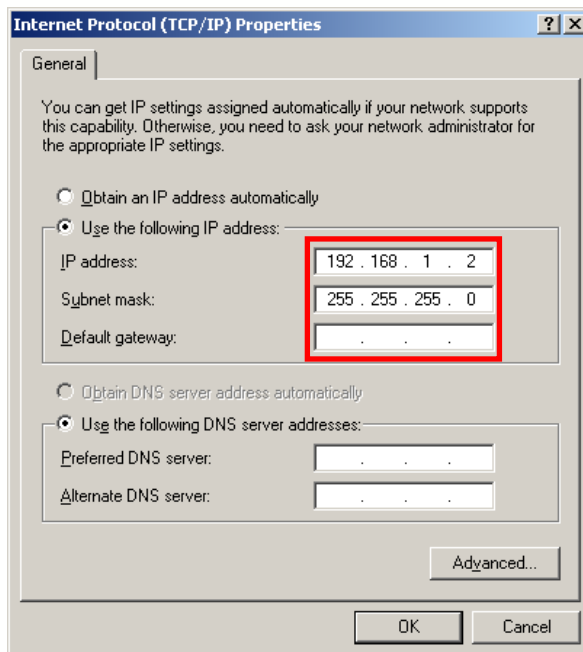 Internet Protocol (TCP/IP) Properties
General
You can get IP settings assigned automatically if your network supports
this capability. Otherwise, you need to ask your network administrator for
the appropriate IP settings.
Obtain an IP address automatically
Use the following IP address:
IP address: 192 . 168 . 1 . 2
Subnet mask: 255 . 255 . 255 . 0
Default gateway: . . .
Obtain DNS server address automatically
Use the following DNS server addresses:
Preferred DNS server: . . .
Alternate DNS server: . . .
Advanced...
OK Cancel